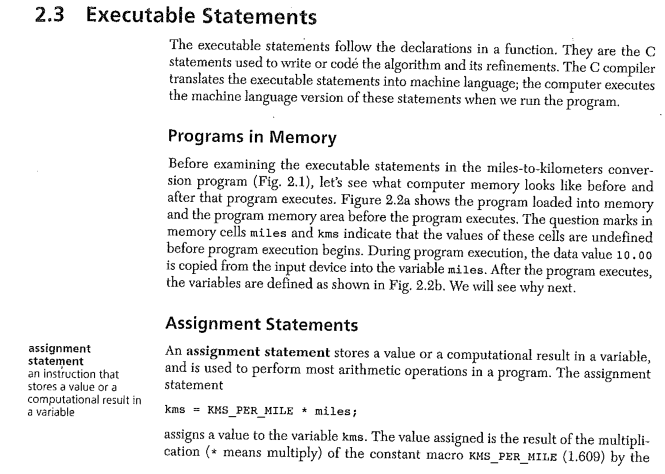 2.3 Executable Statements
The executable statements follow the declarations in a function. They are the C
statements used to write or code the algorithm and its refinements. The C compiler
translates the executable statements into machine language; the computer executes
the machine language version of these statements when we run the program.
Programs in Memory
Before examining the executable statements in the miles-to-kilometers conver-
sion program (Fig. 2.1), let's see what computer memory looks like before and
after that program executes. Figure 2.2a shows the program loaded into memory
and the program memory area before the program executes. The question marks in
memory cells miles and kms indicate that the values of these cells are undefined
before program execution begins. During program execution, the data value 10.00
is copied from the input device into the variable miles. After the program executes,
the variables are defined as shown in Fig. 2.2b. We will see why next.
Assignment Statements
assignment
statement
an instruction that
stores a value or a
computational result in
a variable
An assignment statement stores a value or a computational result in a variable,
and is used to perform most arithmetic operations in a program. The assignment
statement
kms = KMS_PER_MILE * miles;
assigns a value to the variable kms. The value assigned is the result of the multipli-
cation (* means multiply) of the constant macro KMS_PER_MILE (1.609) by the